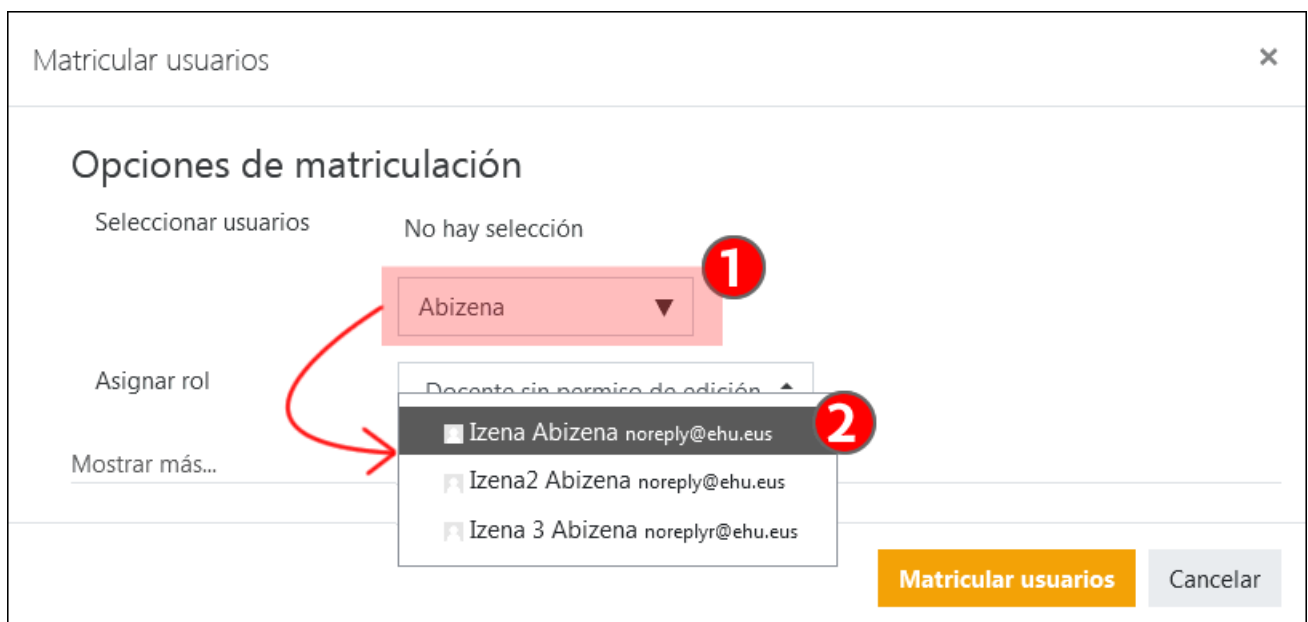 Matricular usuarios ×
Opciones de matriculación
Seleccionar usuarios No hay selección
1
Abizena ▼
Asignar rol Docente sin permiso de edición
2
Izena Abizena noreply@ehu.eus
Mostrar más...
Izena2 Abizena noreply@ehu.eus
Izena 3 Abizena noreplyr@ehu.eus
Matricular usuarios Cancelar